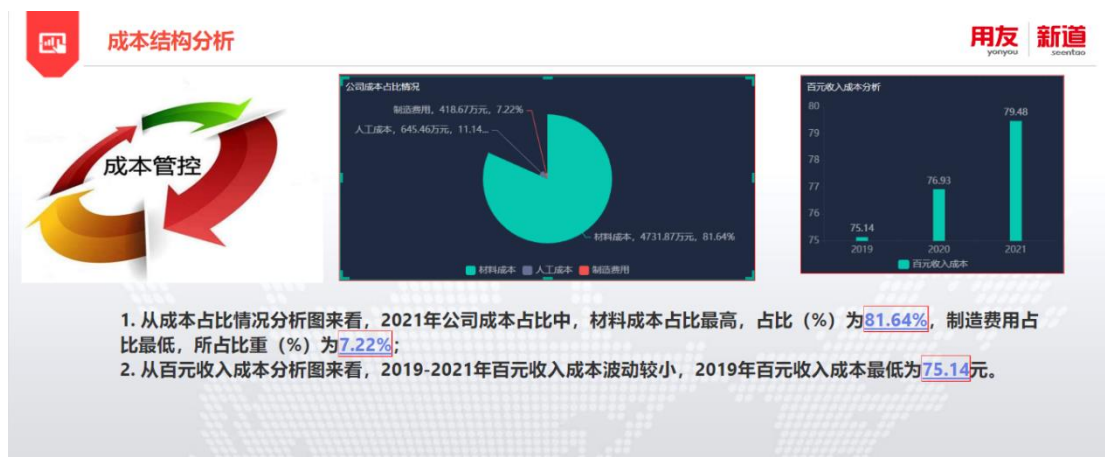 成本结构分析
用友
yonyou
新道
seentao
成本管控
公司成本占比情况
制造费用，418.67万元，7.22%
人工成本，645.46万元，11.14...
材料成本，4731.87万元，81.64%
材料成本 人工成本 制造费用
百元收入成本分析
80
79
78
77
76
75
75.14
76.93
79.48
2019 2020 2021
百元收入成本
1. 从成本占比情况分析图来看，2021年公司成本占比中，材料成本占比最高，占比（%）为81.64%，制造费用占
比最低，所占比重（%）为7.22%；
2. 从百元收入成本分析图来看，2019-2021年百元收入成本波动较小，2019年百元收入成本最低为75.14元。